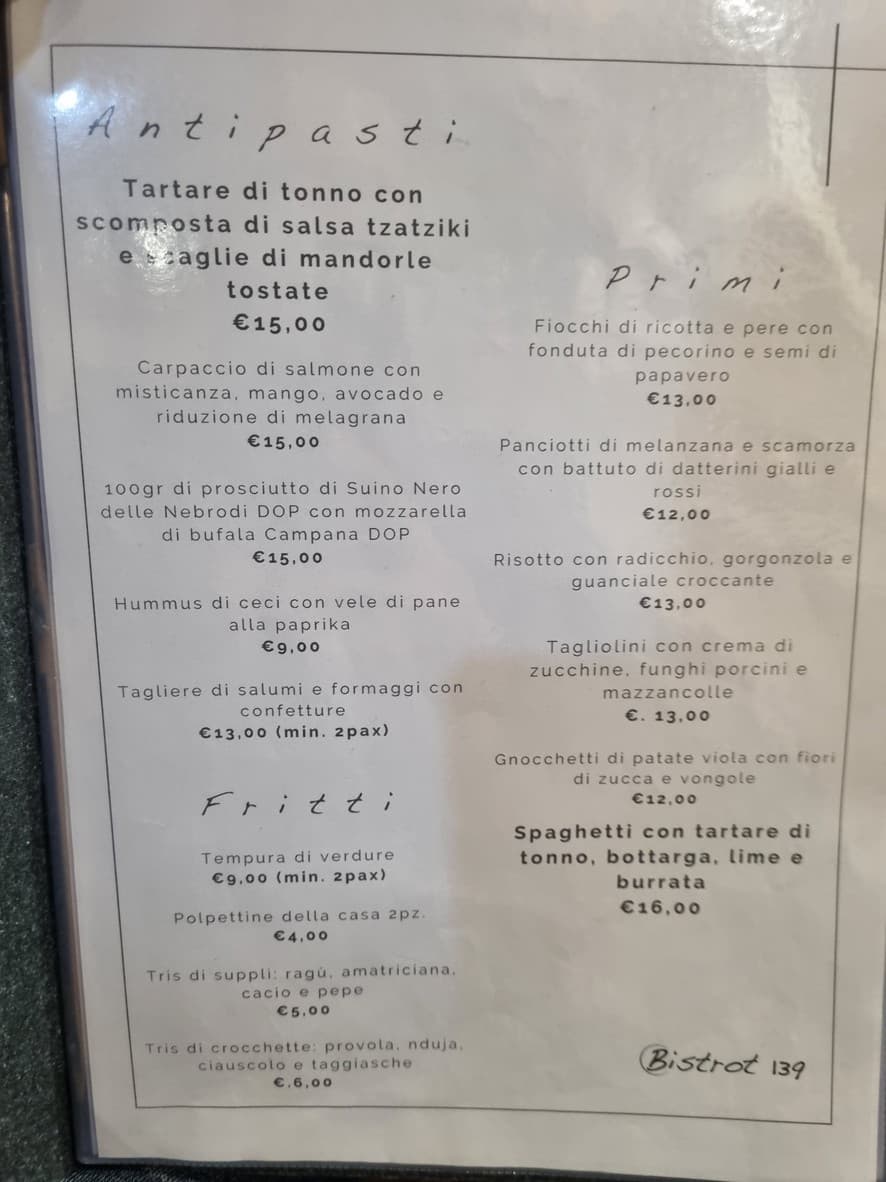 Antipasti
Tartare di tonno con
scomposta di salsa tzatziki
e scaglie di mandorle
tostate
€15,00
Carpaccio di salmone con
misticanza, mango, avocado e
riduzione di melagrana
€15,00
100gr di prosciutto di Suino Nero
delle Nebrodi DOP con mozzarella
di bufala Campana DOP
€15,00
Hummus di ceci con vele di pane
alla paprika
€9,00
Tagliere di salumi e formaggi con
confetture
€13,00 (min. 2pax)
Fritti
Tempura di verdure
€9,00 (min. 2pax)
Polpettine della casa 2pz.
€4,00
Tris di supplì: ragù, amatriciana,
cacio e pepe
€5,00
Tris di crocchette: provola, nduja,
ciauscolo e taggiasche
€.6,00
Primi
Fiocchi di ricotta e pere con
fonduta di pecorino e semi di
papavero
€13,00
Panciotti di melanzana e scamorza
con battuto di datterini gialli e
rossi
€12,00
Risotto con radicchio, gorgonzola e
guanciale croccante
€13,00
Tagliolini con crema di
zucchine, funghi porcini e
mazzancolle
€. 13,00
Gnocchetti di patate viola con fiori
di zucca e vongole
€12,00
Spaghetti con tartare di
tonno, bottarga, lime e
burrata
€16,00
Bistrot 139